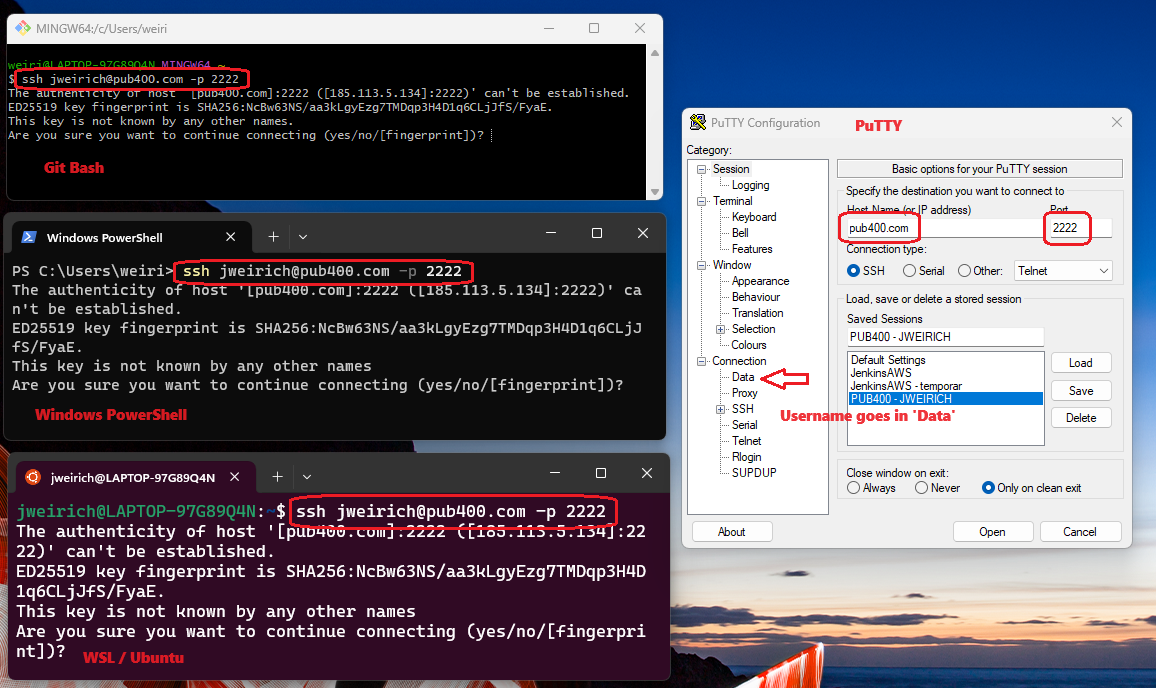 MINGW64:/c/Users/weiri
weiri@LAPTOP-97G89Q4N MINGW64 ~
$ ssh jweirich@pub400.com -p 2222
The authenticity of host '[pub400.com]:2222 ([185.113.5.134]:2222)' can't be established.
ED25519 key fingerprint is SHA256:NcBw63NS/aa3kLgyEzg7TMDqp3H4D1q6CLjJfS/FyaE.
This key is not known by any other names.
Are you sure you want to continue connecting (yes/no/[fingerprint])?
Git Bash
Windows PowerShell
PS C:\Users\weiri> ssh jweirich@pub400.com -p 2222
The authenticity of host '[pub400.com]:2222 ([185.113.5.134]:2222)' ca
n't be established.
ED25519 key fingerprint is SHA256:NcBw63NS/aa3kLgyEzg7TMDqp3H4D1q6CLjJ
fS/FyaE.
This key is not known by any other names
Are you sure you want to continue connecting (yes/no/[fingerprint])?
Windows PowerShell
jweirich@LAPTOP-97G89Q4N
jweirich@LAPTOP-97G89Q4N:~$ ssh jweirich@pub400.com -p 2222
The authenticity of host '[pub400.com]:2222 ([185.113.5.134]:22
22)' can't be established.
ED25519 key fingerprint is SHA256:NcBw63NS/aa3kLgyEzg7TMDqp3H4D
1q6CLjJfS/FyaE.
This key is not known by any other names
Are you sure you want to continue connecting (yes/no/[fingerpri
nt])?
WSL / Ubuntu
PuTTY Configuration
PuTTY
Category:
Session
Logging
Terminal
Keyboard
Bell
Features
Window
Appearance
Behaviour
Translation
Selection
Colours
Connection
Data
Proxy
SSH
Serial
Telnet
Rlogin
SUPDUP
Username goes in 'Data'
Basic options for your PuTTY session
Specify the destination you want to connect to
Host Name (or IP address) Port
pub400.com 2222
Connection type:
SSH Serial Other: Telnet
Load, save or delete a stored session
Saved Sessions
PUB400 - JWEIRICH
Default Settings
JenkinsAWS
JenkinsAWS - temporar
PUB400 - JWEIRICH
Load
Save
Delete
Close window on exit:
Always Never Only on clean exit
About Open Cancel